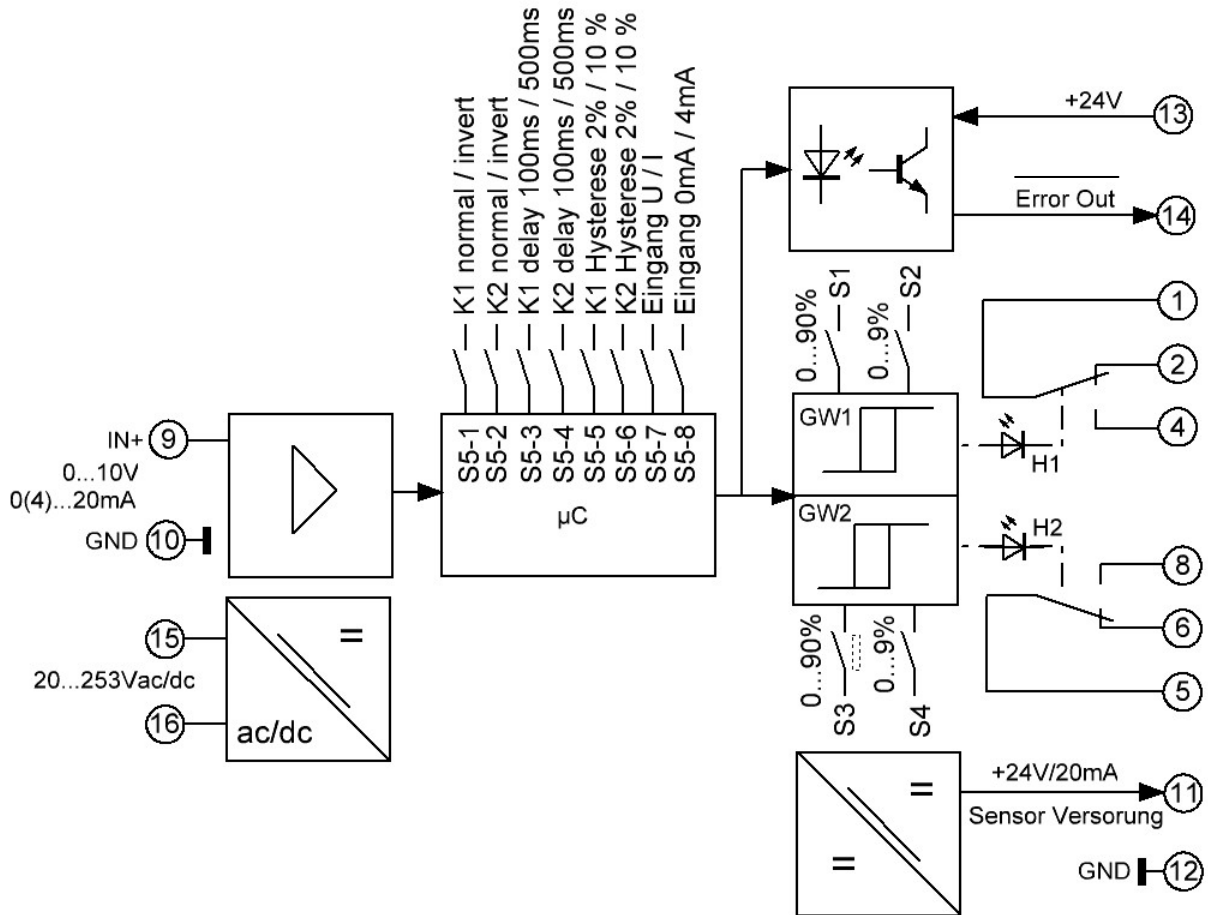 K1 normal / invert
K2 normal / invert
K1 delay 100ms / 500ms
K2 delay 100ms / 500ms
K1 Hysterese 2% / 10 %
K2 Hysterese 2% / 10 %
Eingang U / I
Eingang 0mA / 4mA
S5-1
S5-2
S5-3
S5-4
S5-5
S5-6
S5-7
S5-8
µC
IN+
9
0...10V
0(4)...20mA
GND
10
15
20...253Vac/dc
16
=
ac/dc
+24V
13
Error Out
14
0...90%
S1
0...9%
S2
GW1
H1
1
2
4
GW2
H2
8
6
5
0...90%
S3
0...9%
S4
=
=
+24V/20mA
11
Sensor Versorung
GND
12